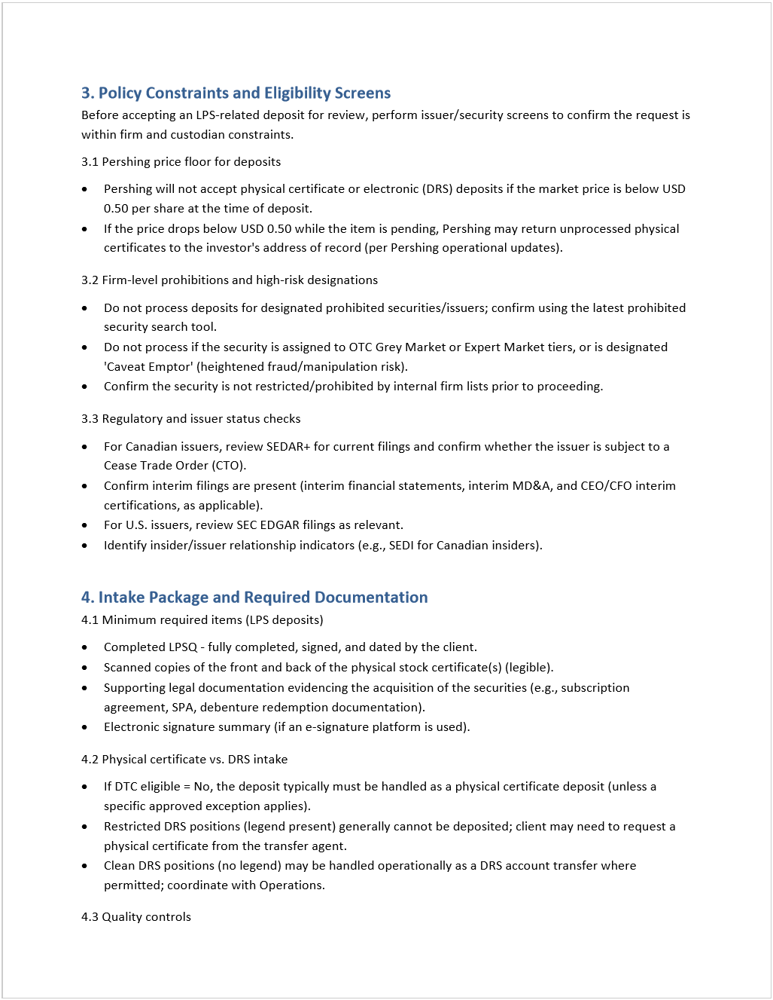 3. Policy Constraints and Eligibility Screens
Before accepting an LPS-related deposit for review, perform issuer/security screens to confirm the request is
within firm and custodian constraints.
3.1 Pershing price floor for deposits
• Pershing will not accept physical certificate or electronic (DRS) deposits if the market price is below USD
0.50 per share at the time of deposit.
• If the price drops below USD 0.50 while the item is pending, Pershing may return unprocessed physical
certificates to the investor's address of record (per Pershing operational updates).
3.2 Firm-level prohibitions and high-risk designations
• Do not process deposits for designated prohibited securities/issuers; confirm using the latest prohibited
security search tool.
• Do not process if the security is assigned to OTC Grey Market or Expert Market tiers, or is designated
'Caveat Emptor' (heightened fraud/manipulation risk).
• Confirm the security is not restricted/prohibited by internal firm lists prior to proceeding.
3.3 Regulatory and issuer status checks
• For Canadian issuers, review SEDAR+ for current filings and confirm whether the issuer is subject to a
Cease Trade Order (CTO).
• Confirm interim filings are present (interim financial statements, interim MD&A, and CEO/CFO interim
certifications, as applicable).
• For U.S. issuers, review SEC EDGAR filings as relevant.
• Identify insider/issuer relationship indicators (e.g., SEDI for Canadian insiders).
4. Intake Package and Required Documentation
4.1 Minimum required items (LPS deposits)
• Completed LPSQ - fully completed, signed, and dated by the client.
• Scanned copies of the front and back of the physical stock certificate(s) (legible).
• Supporting legal documentation evidencing the acquisition of the securities (e.g., subscription
agreement, SPA, debenture redemption documentation).
• Electronic signature summary (if an e-signature platform is used).
4.2 Physical certificate vs. DRS intake
• If DTC eligible = No, the deposit typically must be handled as a physical certificate deposit (unless a
specific approved exception applies).
• Restricted DRS positions (legend present) generally cannot be deposited; client may need to request a
physical certificate from the transfer agent.
• Clean DRS positions (no legend) may be handled operationally as a DRS account transfer where
permitted; coordinate with Operations.
4.3 Quality controls